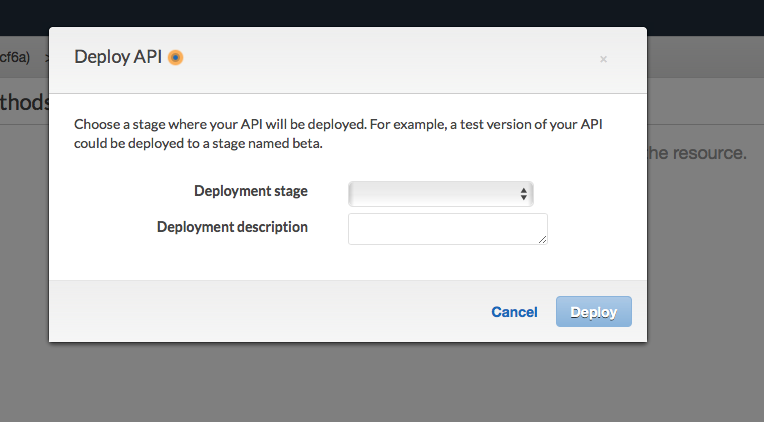 Deploy API
×
cf6a)
thods
Choose a stage where your API will be deployed. For example, a test version of your API
could be deployed to a stage named beta.
he resource.
Deployment stage
Deployment description
Cancel Deploy